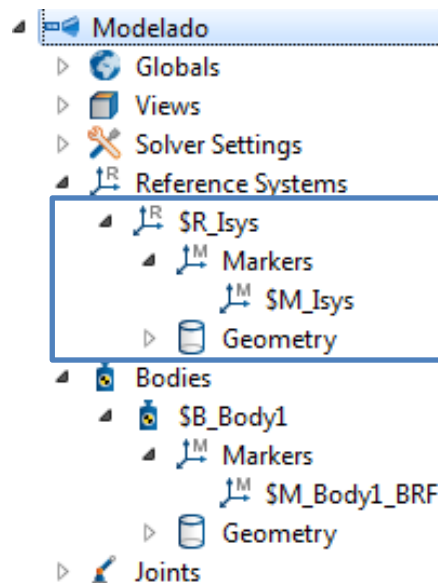 Modelado
Globals
Views
Solver Settings
R Reference Systems
R $R_Isys
M Markers
M $M_Isys
Geometry
Bodies
$B_Body1
M Markers
M $M_Body1_BRF
Geometry
Joints